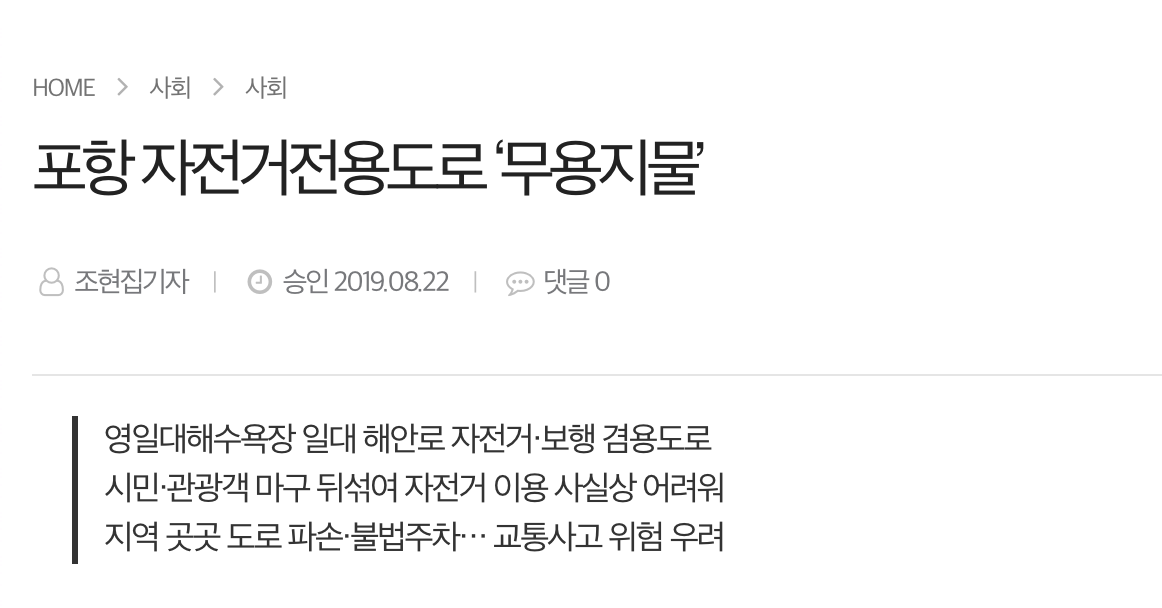 HOME > 사회 > 사회
포항 자전거전용도로 ‘무용지물’
조현집기자 | 승인 2019.08.22 | 댓글 0
영일대해수욕장 일대 해안로 자전거·보행 겸용도로
시민·관광객 마구 뒤섞여 자전거 이용 사실상 어려워
지역 곳곳 도로 파손·불법주차… 교통사고 위험 우려